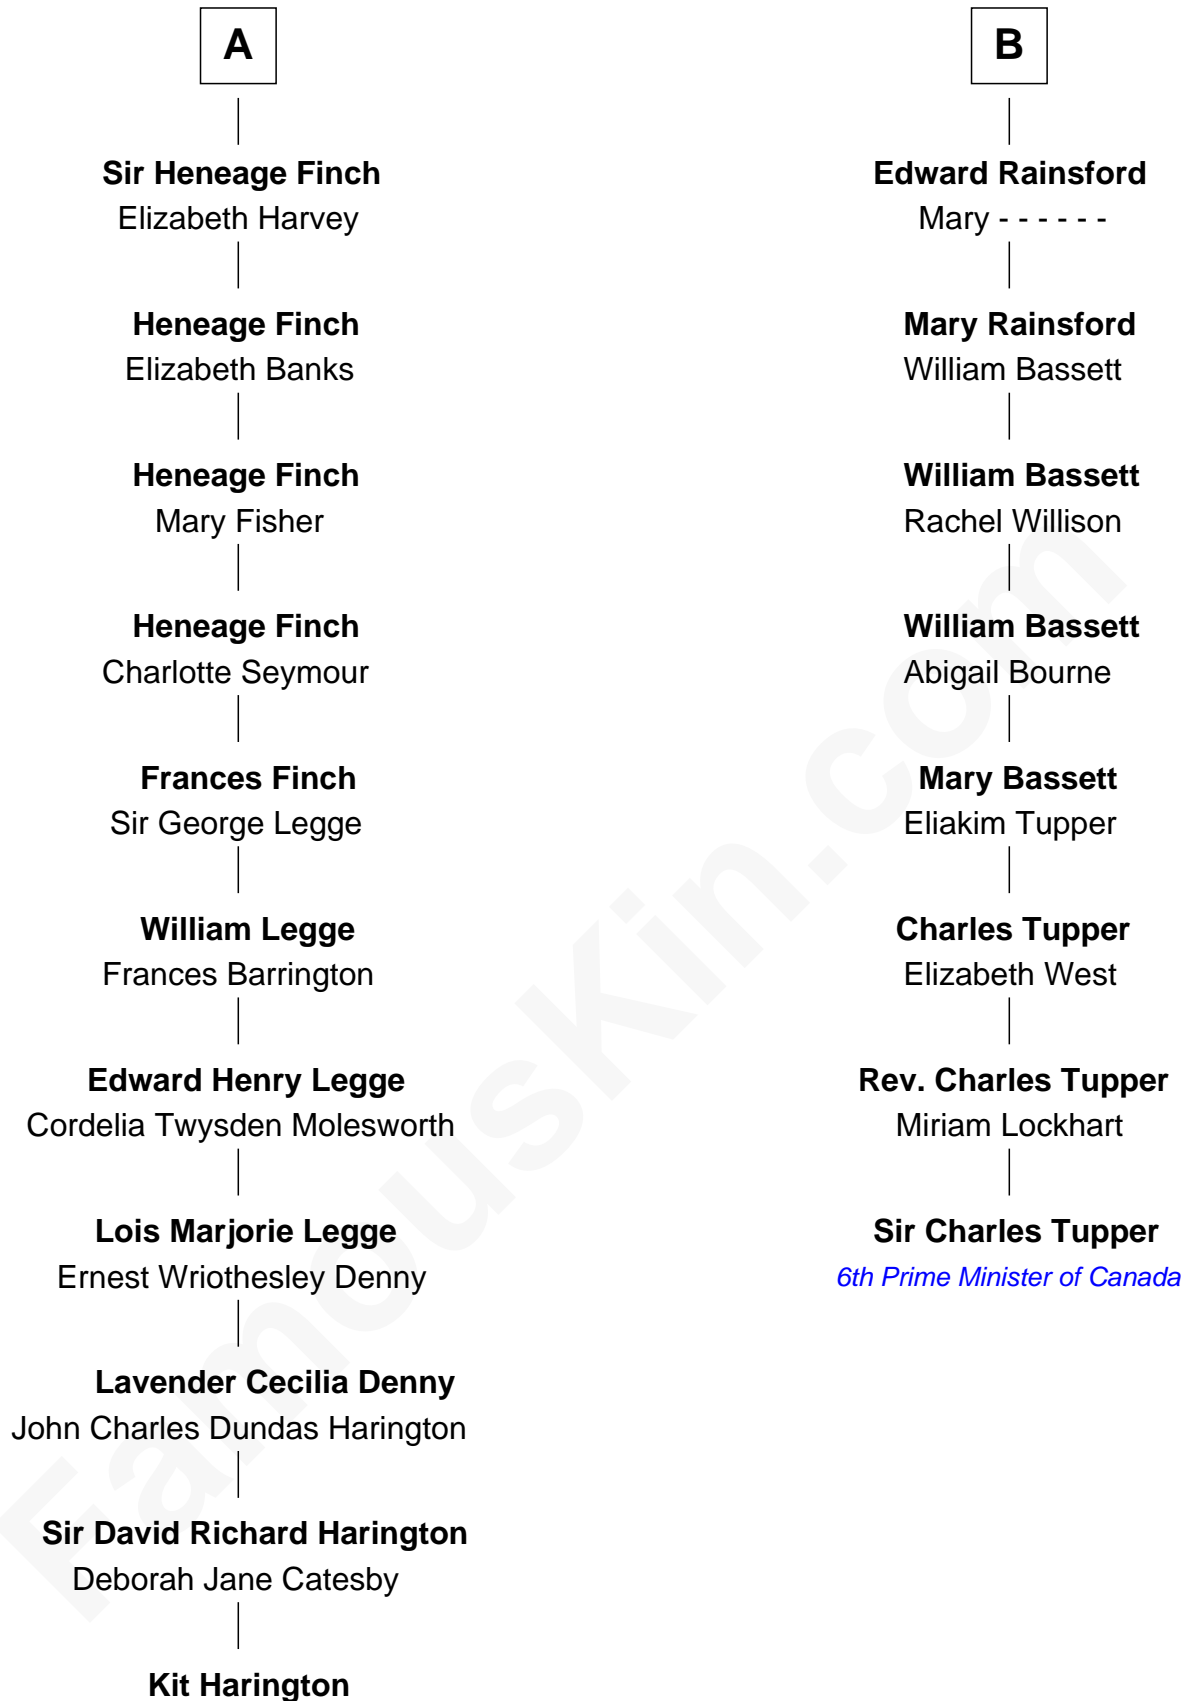 A
Sir Heneage Finch
Elizabeth Harvey
Heneage Finch
Elizabeth Banks
Heneage Finch
Mary Fisher
Heneage Finch
Charlotte Seymour
Frances Finch
Sir George Legge
William Legge
Frances Barrington
Edward Henry Legge
Cordelia Twysden Molesworth
Lois Marjorie Legge
Ernest Wriothesley Denny
Lavender Cecilia Denny
John Charles Dundas Harington
Sir David Richard Harington
Deborah Jane Catesby
Kit Harington
B
Edward Rainsford
Mary - - - - - -
Mary Rainsford
William Bassett
William Bassett
Rachel Willison
William Bassett
Abigail Bourne
Mary Bassett
Eliakim Tupper
Charles Tupper
Elizabeth West
Rev. Charles Tupper
Miriam Lockhart
Sir Charles Tupper
6th Prime Minister of Canada
FamousKin.com